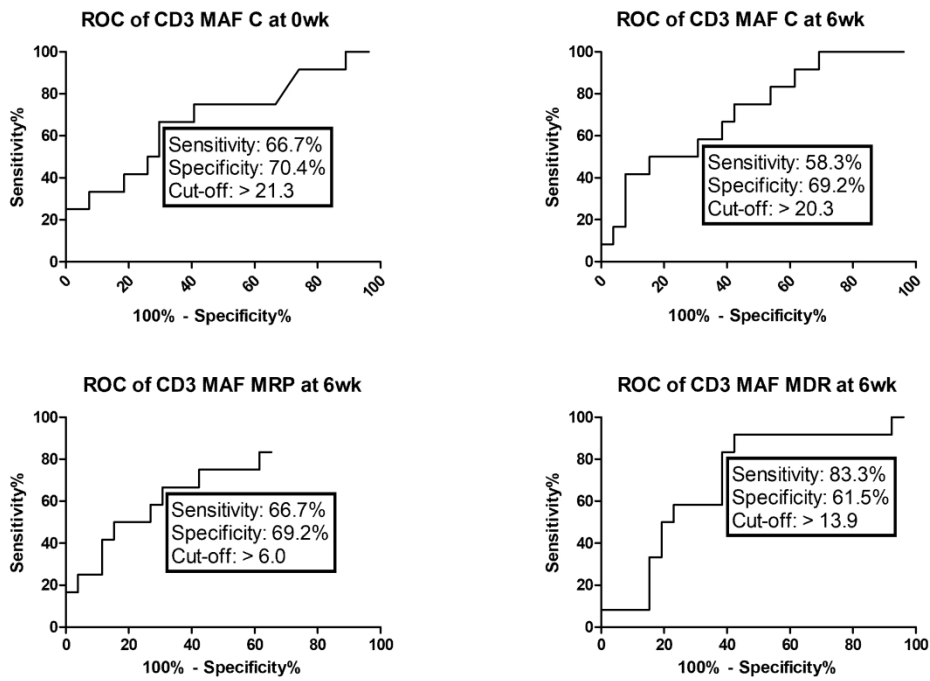 ROC of CD3 MAF C at 0wk
100
80
60
40
20
0
Sensitivity%
Sensitivity: 66.7%
Specificity: 70.4%
Cut-off: > 21.3
0
20
40
60
80
100
100% - Specificity%
ROC of CD3 MAF C at 6wk
100
80
60
40
20
0
Sensitivity%
Sensitivity: 58.3%
Specificity: 69.2%
Cut-off: > 20.3
0
20
40
60
80
100
100% - Specificity%
ROC of CD3 MAF MRP at 6wk
100
80
60
40
20
0
Sensitivity%
Sensitivity: 66.7%
Specificity: 69.2%
Cut-off: > 6.0
0
20
40
60
80
100
100% - Specificity%
ROC of CD3 MAF MDR at 6wk
100
80
60
40
20
0
Sensitivity%
Sensitivity: 83.3%
Specificity: 61.5%
Cut-off: > 13.9
0
20
40
60
80
100
100% - Specificity%